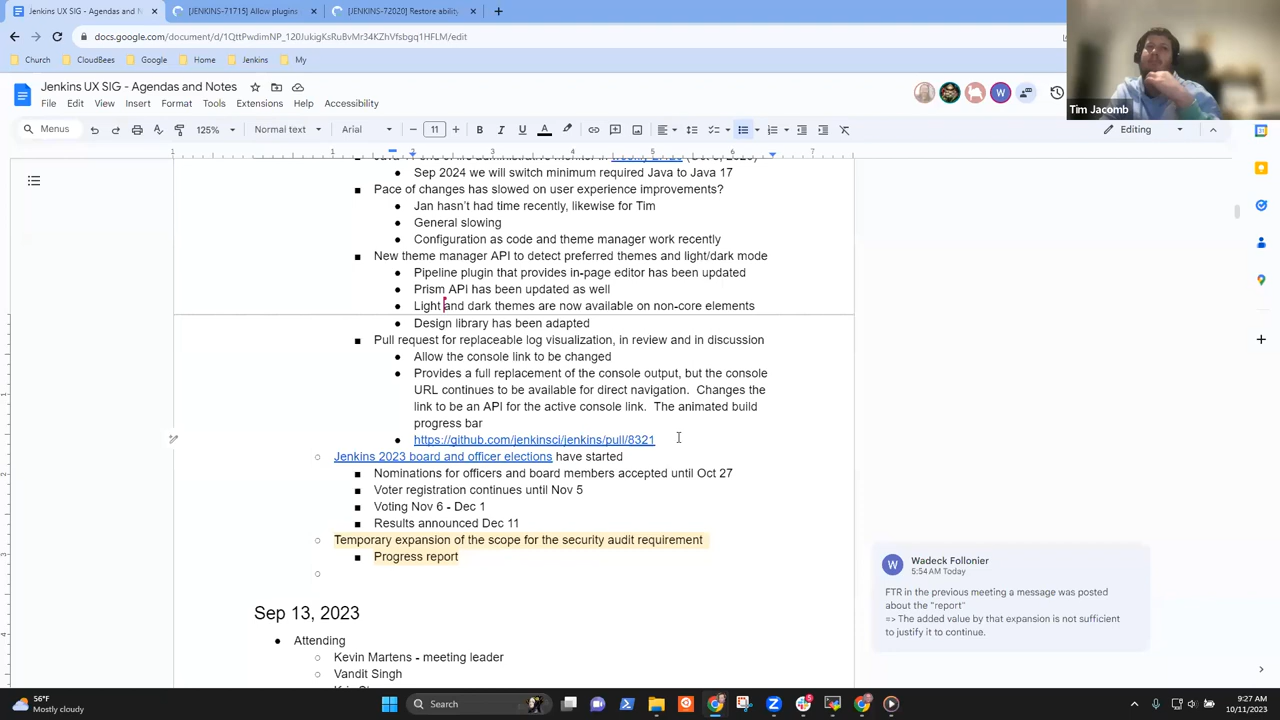 Jenkins UX SIG - Agendas and No
[JENKINS-71715] Allow plugins
[JENKINS-72020] Restore ability
docs.google.com/document/d/1QttPwdimNP_120JukigKsRuBvMr34KZhVfsbgq1HFLM/edit
Church
CloudBees
Google
Home
Jenkins
My
Tim Jacomb
Jenkins UX SIG - Agendas and Notes
File Edit View Insert Format Tools Extensions Help Accessibility
Menus 125% Normal text Arial 11 Editing
Sep 2024 we will switch minimum required Java to Java 17
Pace of changes has slowed on user experience improvements?
Jan hasn't had time recently, likewise for Tim
General slowing
Configuration as code and theme manager work recently
New theme manager API to detect preferred themes and light/dark mode
Pipeline plugin that provides in-page editor has been updated
Prism API has been updated as well
Light and dark themes are now available on non-core elements
Design library has been adapted
Pull request for replaceable log visualization, in review and in discussion
Allow the console link to be changed
Provides a full replacement of the console output, but the console
URL continues to be available for direct navigation. Changes the
link to be an API for the active console link. The animated build
progress bar
https://github.com/jenkinsci/jenkins/pull/8321
Jenkins 2023 board and officer elections have started
Nominations for officers and board members accepted until Oct 27
Voter registration continues until Nov 5
Voting Nov 6 - Dec 1
Results announced Dec 11
Temporary expansion of the scope for the security audit requirement
Progress report
Sep 13, 2023
Attending
Kevin Martens - meeting leader
Vandit Singh
W
Wadeck Follonier
5:54 AM Today
FTR in the previous meeting a message was posted
about the "report"
=> The added value by that expansion is not sufficient
to justify it to continue.
56°F
Mostly cloudy
Search
9:27 AM
10/11/2023